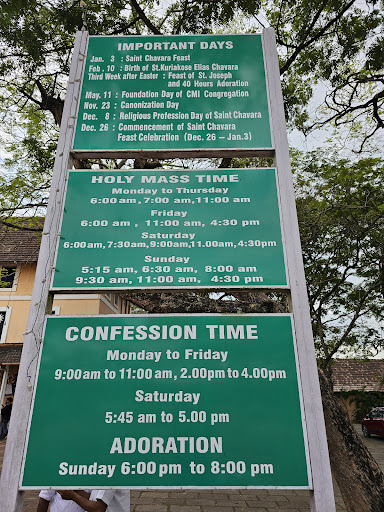 IMPORTANT DAYS
Jan. 3 : Saint Chavara Feast
Feb. 10 : Birth of St.Kuriakose Elias Chavara
Third Week after Easter : Feast of St. Joseph
and 40 Hours Adoration
May. 11 : Foundation Day of CMI Congregation
Nov. 23 : Canonization Day
Dec. 8 : Religious Profession Day of Saint Chavara
Dec. 26 : Commencement of Saint Chavara
Feast Celebration (Dec. 26 – Jan.3)
HOLY MASS TIME
Monday to Thursday
6:00 am, 7:00 am, 11:00 am
Friday
6:00 am , 11:00 am, 4:30 pm
Saturday
6:00 am, 7:30am, 9:00am, 11.00am, 4:30pm
Sunday
5:15 am, 6:30 am, 8:00 am
9:30 am, 11:00 am, 4:30 pm
CONFESSION TIME
Monday to Friday
9:00am to 11:00 am, 2.00pm to 4.00pm
Saturday
5:45 am to 5.00 pm
ADORATION
Sunday 6:00 pm to 8:00 pm